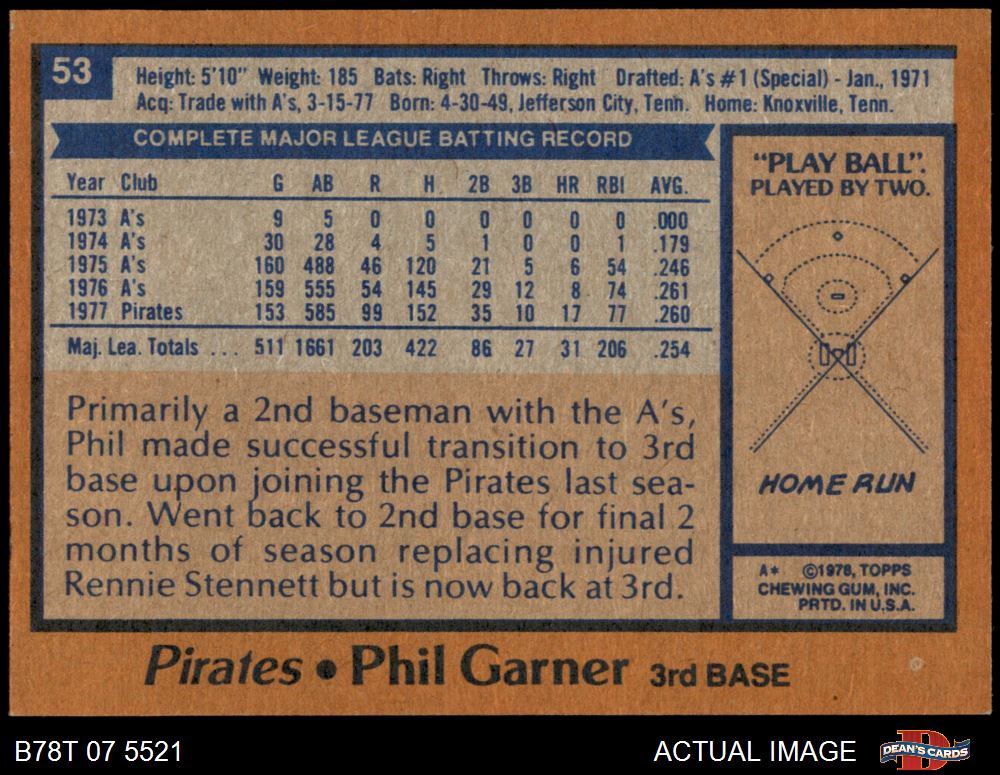 53
Height: 5'10" Weight: 185 Bats: Right Throws: Right Drafted: A's #1 (Special) - Jan., 1971
Acq: Trade with A's, 3-15-77 Born: 4-30-49, Jefferson City, Tenn. Home: Knoxville, Tenn.
COMPLETE MAJOR LEAGUE BATTING RECORD
Year Club G AB R H 2B 3B HR RBI AVG.
1973 A's 9 5 0 0 0 0 0 0 .000
1974 A's 30 28 4 5 1 0 0 1 .179
1975 A's 160 488 46 120 21 5 6 54 .246
1976 A's 159 555 54 145 29 12 8 74 .261
1977 Pirates 153 585 99 152 35 10 17 77 .260
Maj. Lea. Totals ... 511 1661 203 422 86 27 31 206 .254
Primarily a 2nd baseman with the A's,
Phil made successful transition to 3rd
base upon joining the Pirates last sea-
son. Went back to 2nd base for final 2
months of season replacing injured
Rennie Stennett but is now back at 3rd.
"PLAY BALL".
PLAYED BY TWO.
HOME RUN
A* ©1978, TOPPS
CHEWING GUM, INC.
PRTD. IN U.S.A.
Pirates • Phil Garner 3rd BASE
B78T 07 5521
ACTUAL IMAGE
D
DEAN'S CARDS